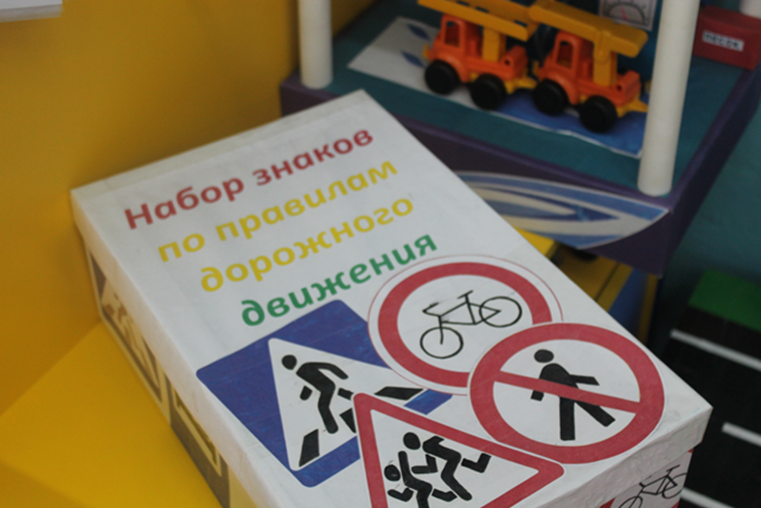 Набор знаков
по правилам
дорожного
движения